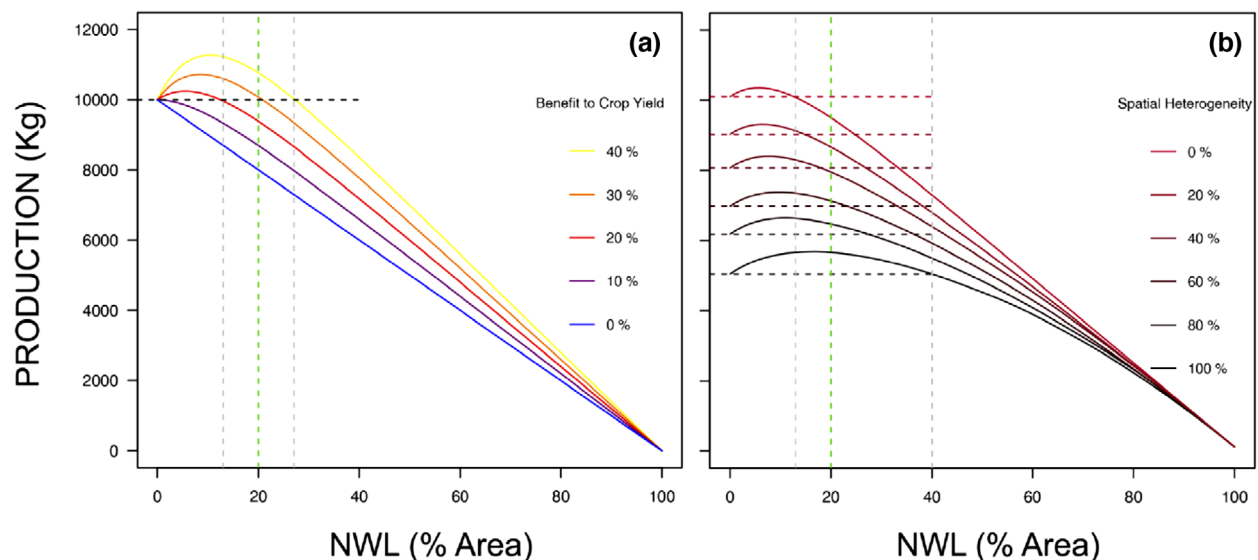 PRODUCTION (Kg)
12000
10000
8000
6000
4000
2000
0
(a)
Benefit to Crop Yield
40 %
30 %
20 %
10 %
0 %
0 20 40 60 80 100
NWL (% Area)
(b)
Spatial Heterogeneity
0 %
20 %
40 %
60 %
80 %
100 %
0 20 40 60 80 100
NWL (% Area)